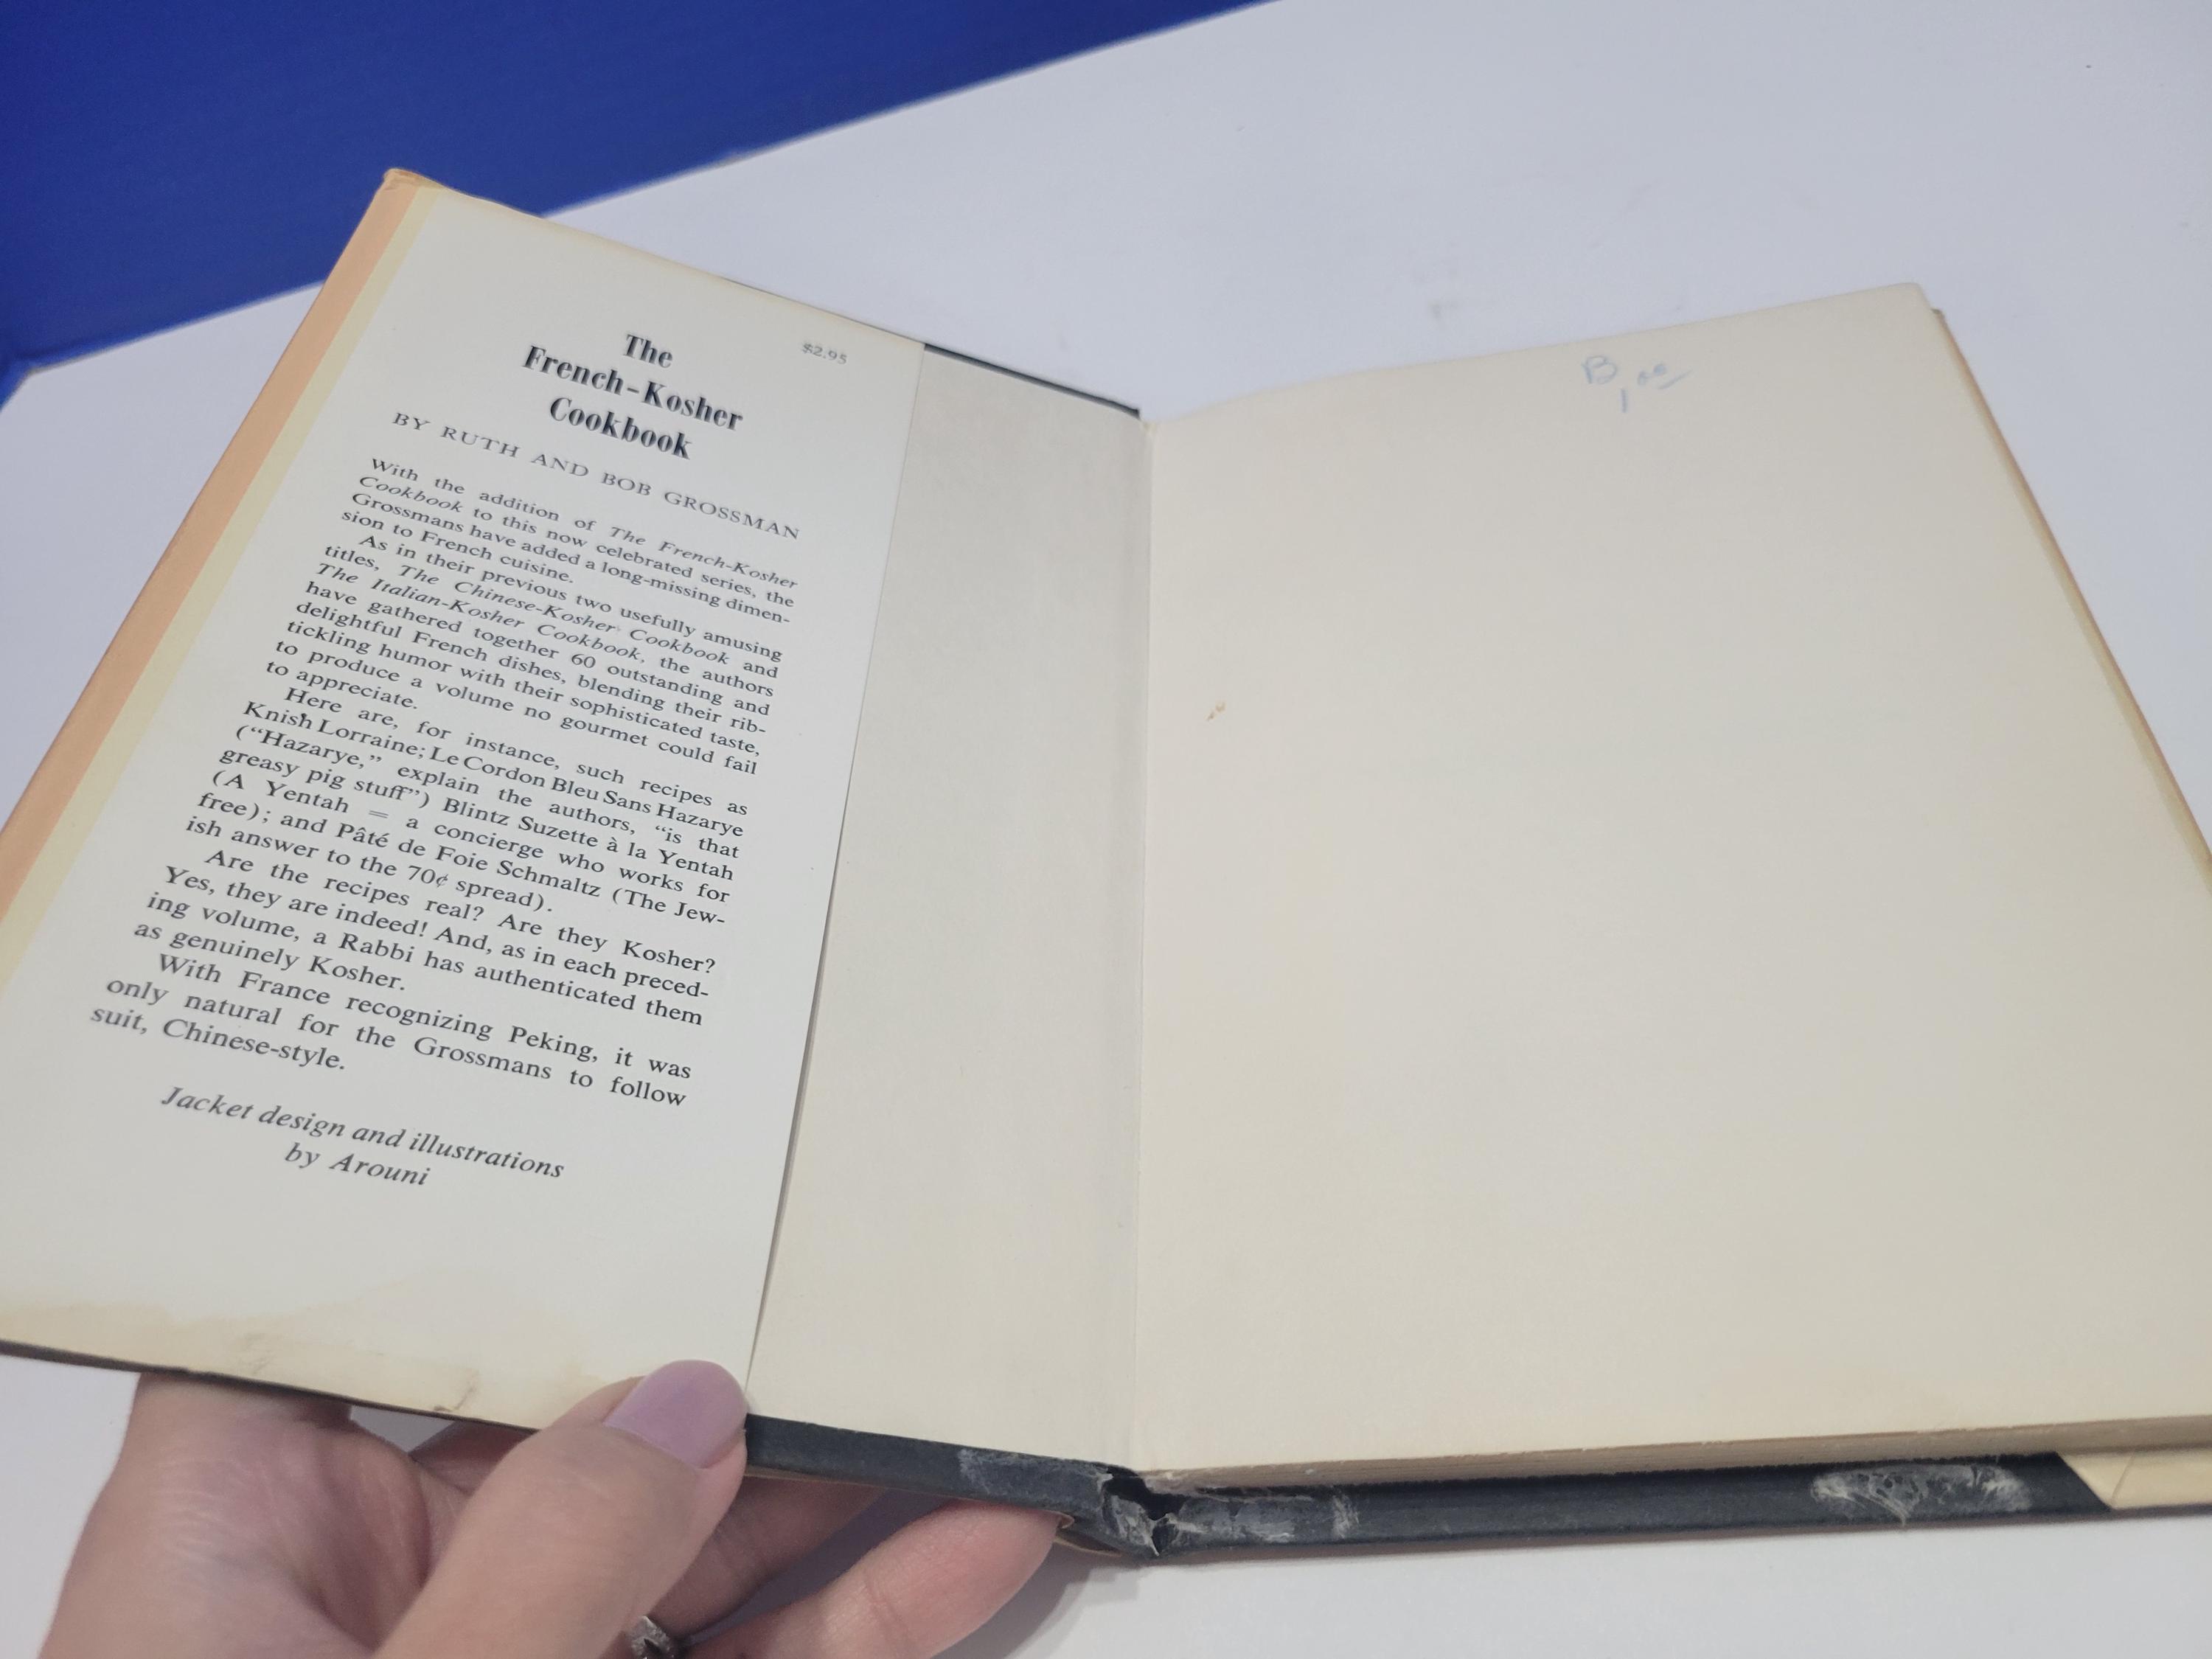 $2.95
The
French-Kosher
Cookbook
BY RUTH AND BOB GROSSMAN
With the addition of The French-Kosher
Cookbook to this now celebrated series, the
Grossmans have added a long-missing dimen-
sion to French cuisine.
As in their previous two usefully amusing
titles, The Chinese-Kosher Cookbook and
The Italian-Kosher Cookbook, the authors
have gathered together 60 outstanding and
delightful French dishes, blending their rib-
tickling humor with their sophisticated taste,
to produce a volume no gourmet could fail
to appreciate.
Here are, for instance, such recipes as
Knish Lorraine; Le Cordon Bleu Sans Hazarye
(“Hazarye,” explain the authors, “is that
greasy pig stuff”) Blintz Suzette à la Yentah
(A Yentah = a concierge who works for
free); and Pâté de Foie Schmaltz (The Jew-
ish answer to the 70¢ spread).
Are the recipes real? Are they Kosher?
Yes, they are indeed! And, as in each preced-
ing volume, a Rabbi has authenticated them
as genuinely Kosher.
With France recognizing Peking, it was
only natural for the Grossmans to follow
suit, Chinese-style.
Jacket design and illustrations
by Arouni
B
1 00